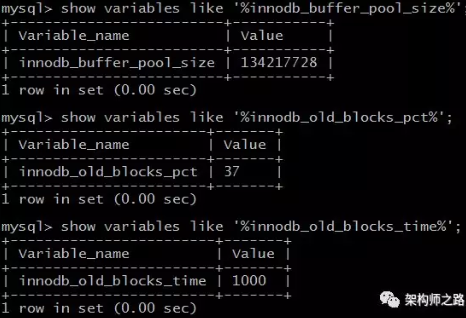 mysql> show variables like '%innodb_buffer_pool_size%';
+-------------------------+-----------+
| Variable_name | Value |
+-------------------------+-----------+
| innodb_buffer_pool_size | 134217728 |
+-------------------------+-----------+
1 row in set (0.00 sec)
mysql> show variables like '%innodb_old_blocks_pct%';
+-----------------------+-------+
| Variable_name | Value |
+-----------------------+-------+
| innodb_old_blocks_pct | 37 |
+-----------------------+-------+
1 row in set (0.00 sec)
mysql> show variables like '%innodb_old_blocks_time%';
+------------------------+-------+
| Variable_name | Value |
+------------------------+-------+
| innodb_old_blocks_time | 1000 |
+------------------------+-------+
1 row in set (0.00 sec)
架构师之路